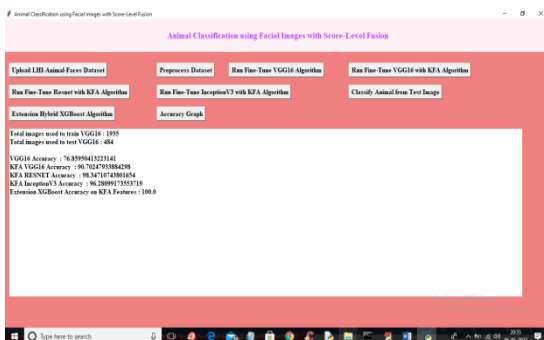 Animal Classification using Facial Images with Score-Level Fusion
Animal Classification using Facial Images with Score-Level Fusion
Upload LHI-Animal-Faces Dataset Preprocess Dataset Run Fine-Tune VGG16 Algorithm Run Fine-Tune VGG16 with KFA Algorithm
Run Fine-Tune Resnet with KFA Algorithm Run Fine-Tune InceptionV3 with KFA Algorithm Classify Animal from Test Image
Extension Hybrid XGBoost Algorithm Accuracy Graph
Total images used to train VGG16 : 1935
Total images used to test VGG16 : 484
VGG16 Accuracy : 76.85950413223141
KFA VGG16 Accuracy : 90.70247933884298
KFA RESNET Accuracy : 98.34710743801654
KFA InceptionV3 Accuracy : 96.28099173553719
Extension XGBoost Accuracy on KFA Features : 100.0
Type here to search
20:55